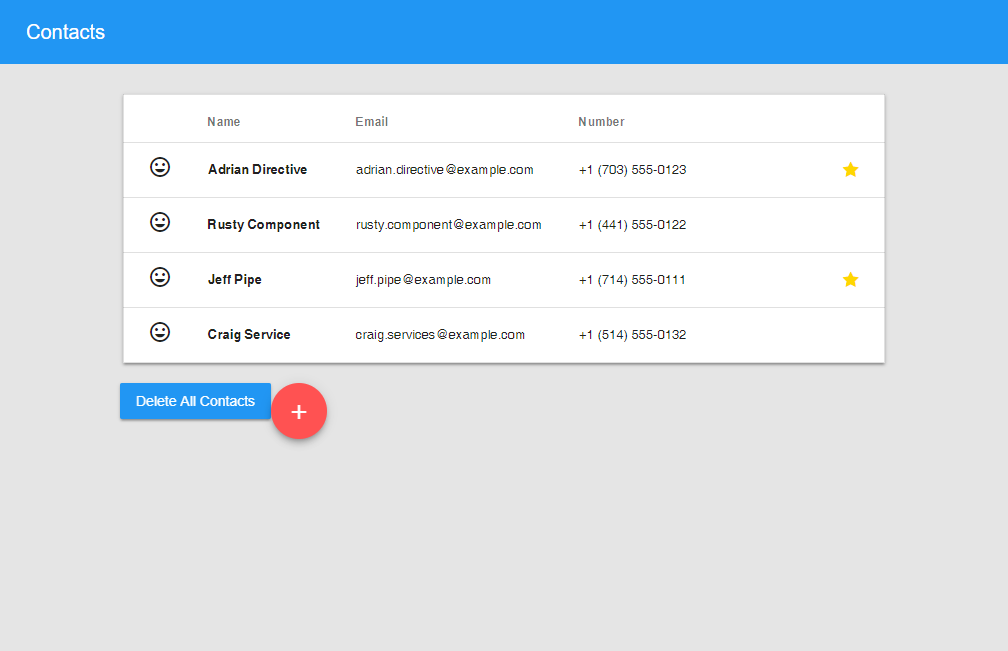 Contacts
Name Email Number
Adrian Directive adrian.directive@example.com +1 (703) 555-0123
Rusty Component rusty.component@example.com +1 (441) 555-0122
Jeff Pipe jeff.pipe@example.com +1 (714) 555-0111
Craig Service craig.services@example.com +1 (514) 555-0132
Delete All Contacts +